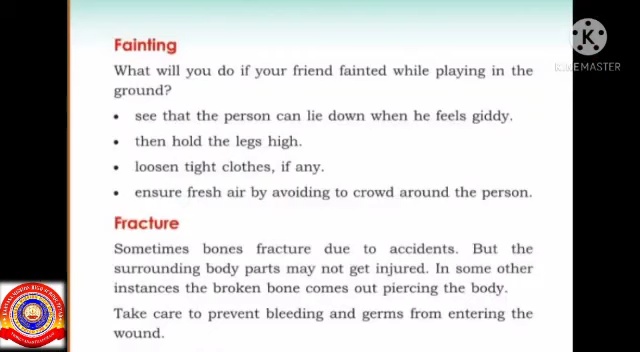 Fainting
What will you do if your friend fainted while playing in the
ground?
• see that the person can lie down when he feels giddy.
• then hold the legs high.
• loosen tight clothes, if any.
• ensure fresh air by avoiding to crowd around the person.
Fracture
Sometimes bones fracture due to accidents. But the
surrounding body parts may not get injured. In some other
instances the broken bone comes out piercing the body.
Take care to prevent bleeding and germs from entering the
wound.
K
KINEMASTER